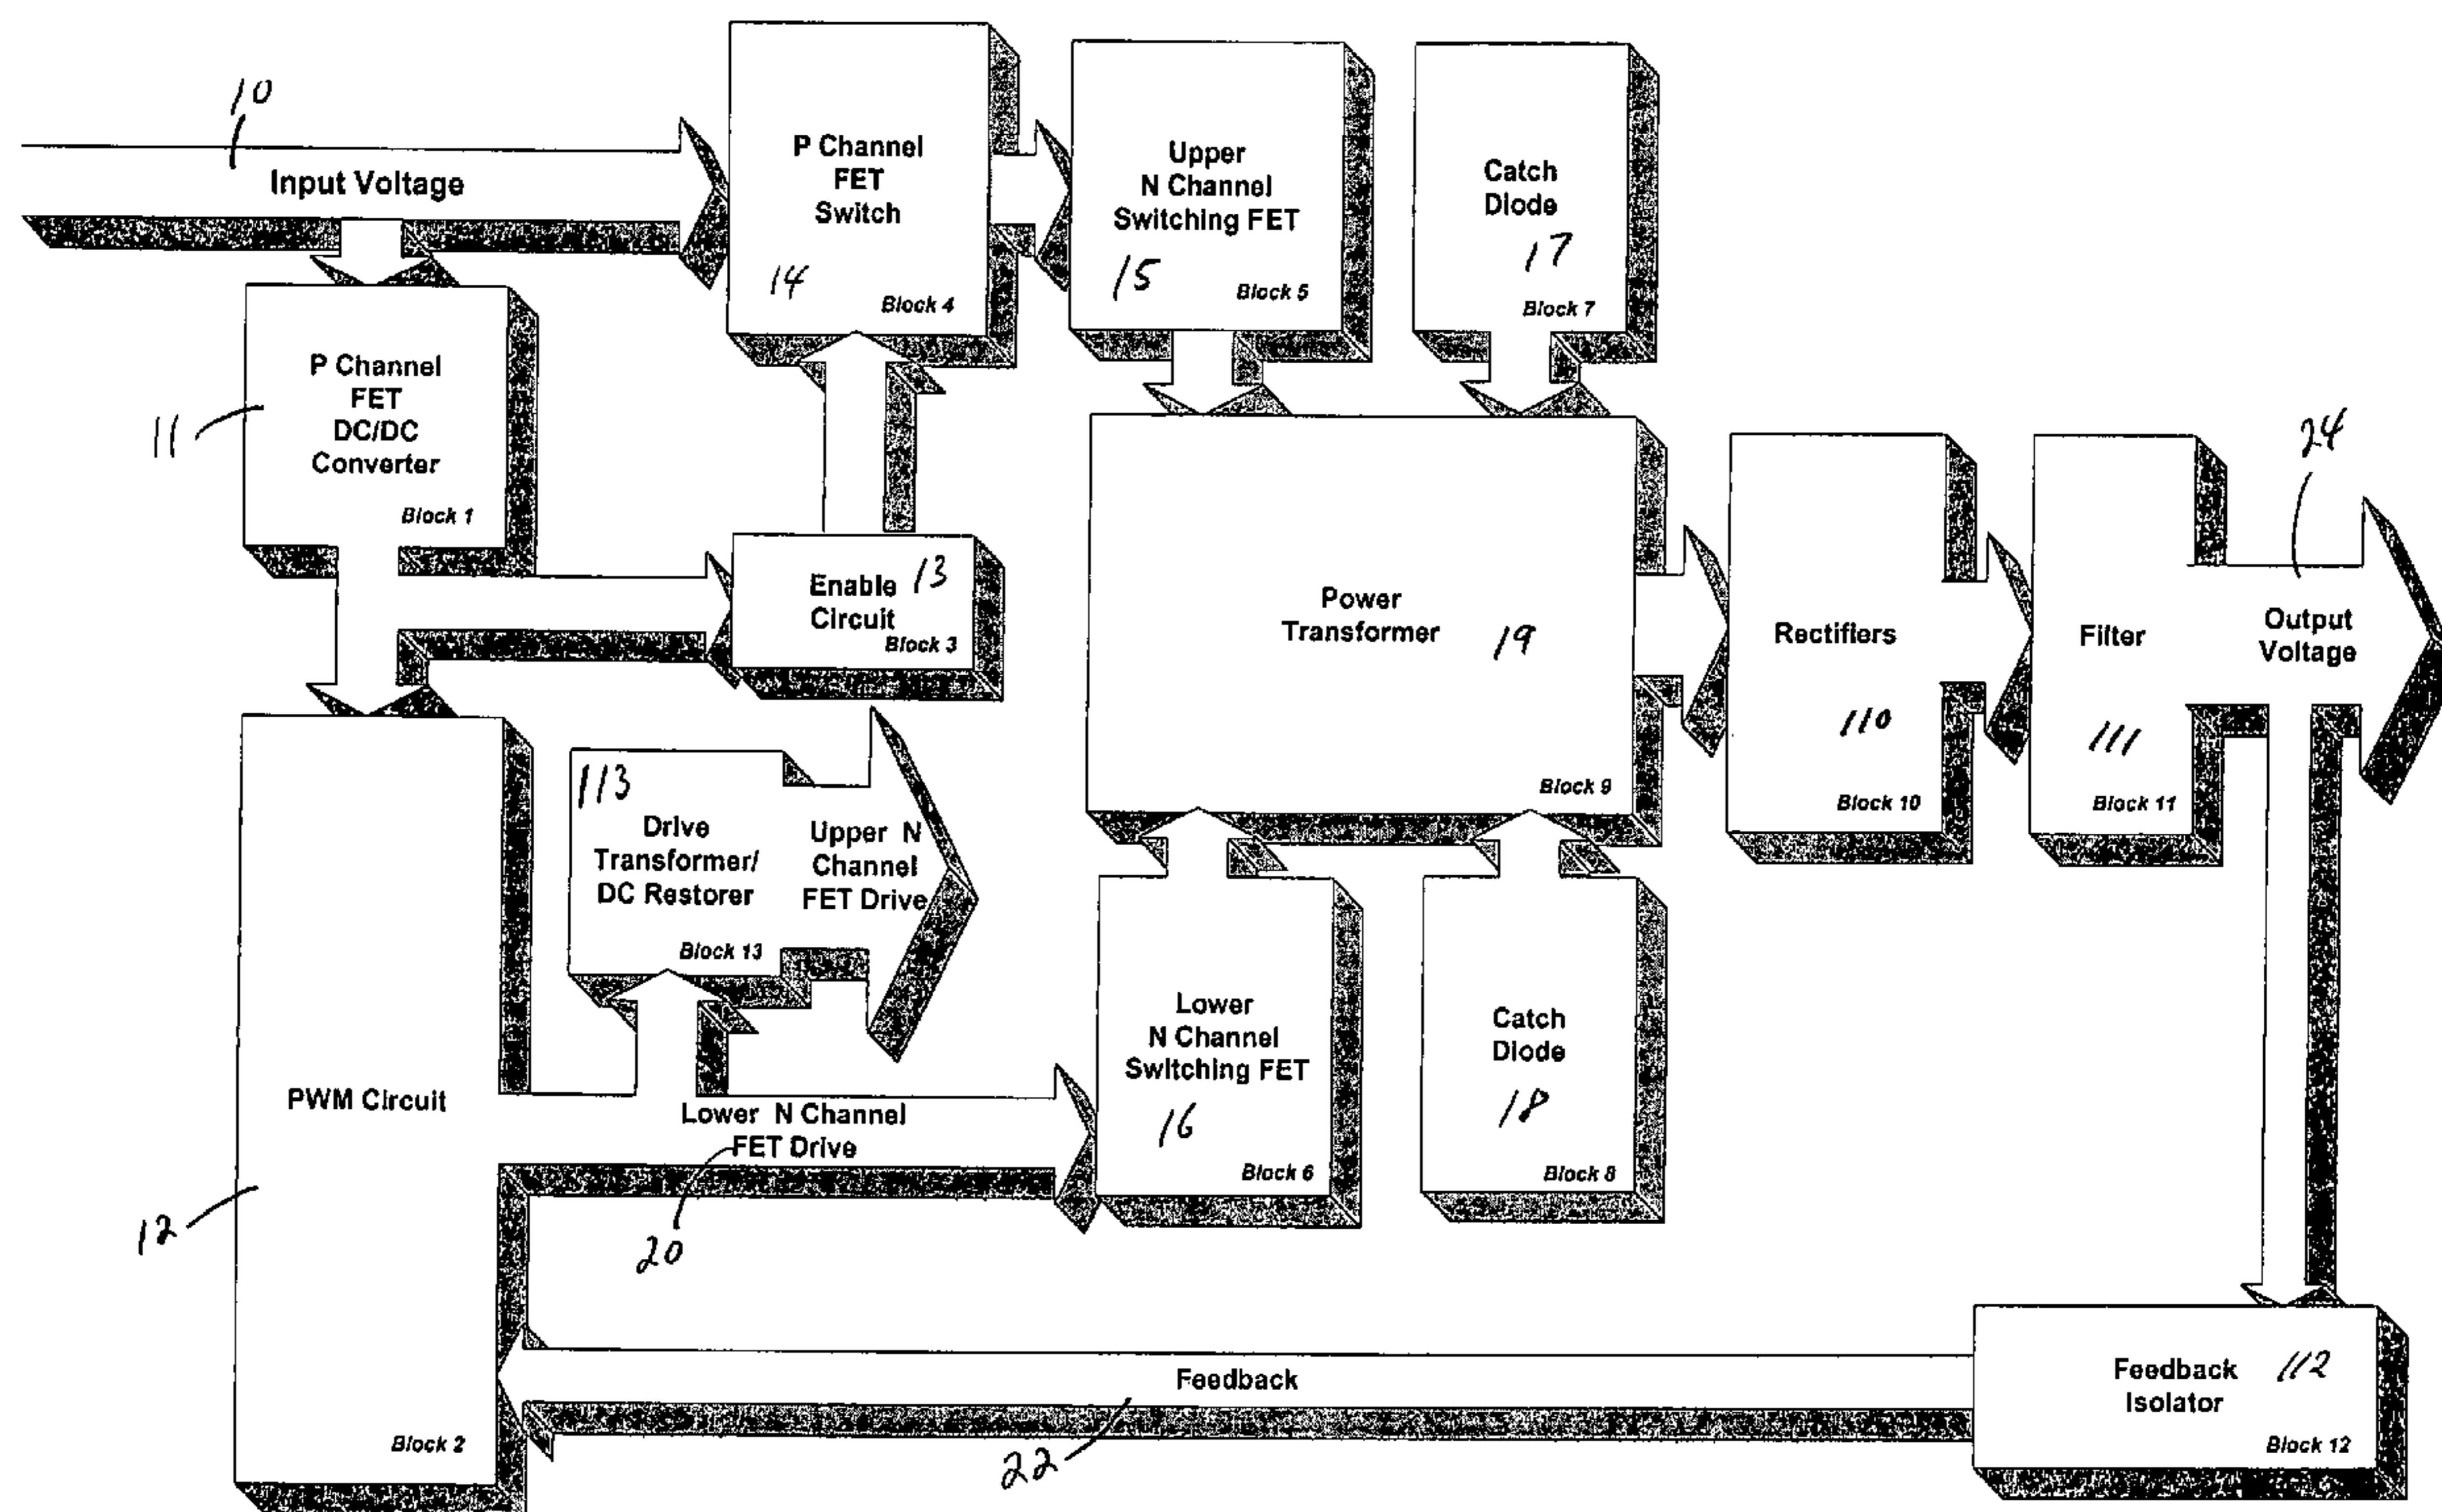 10
Input Voltage
P Channel
FET
Switch
14
Block 4
Upper
N Channel
Switching FET
15
Block 5
Catch
Diode
17
Block 7
11
P Channel
FET
DC/DC
Converter
Block 1
Enable 13
Circuit
Block 3
Power
Transformer
19
Block 9
Rectifiers
110
Block 10
Filter
111
Block 11
24
Output
Voltage
113
Drive
Transformer/
DC Restorer
Block 13
Upper N
Channel
FET Drive
PWM Circuit
12
Block 2
Lower N Channel
FET Drive
20
Lower
N Channel
Switching FET
16
Block 6
Catch
Diode
18
Block 8
Feedback
22
Feedback 112
Isolator
Block 12